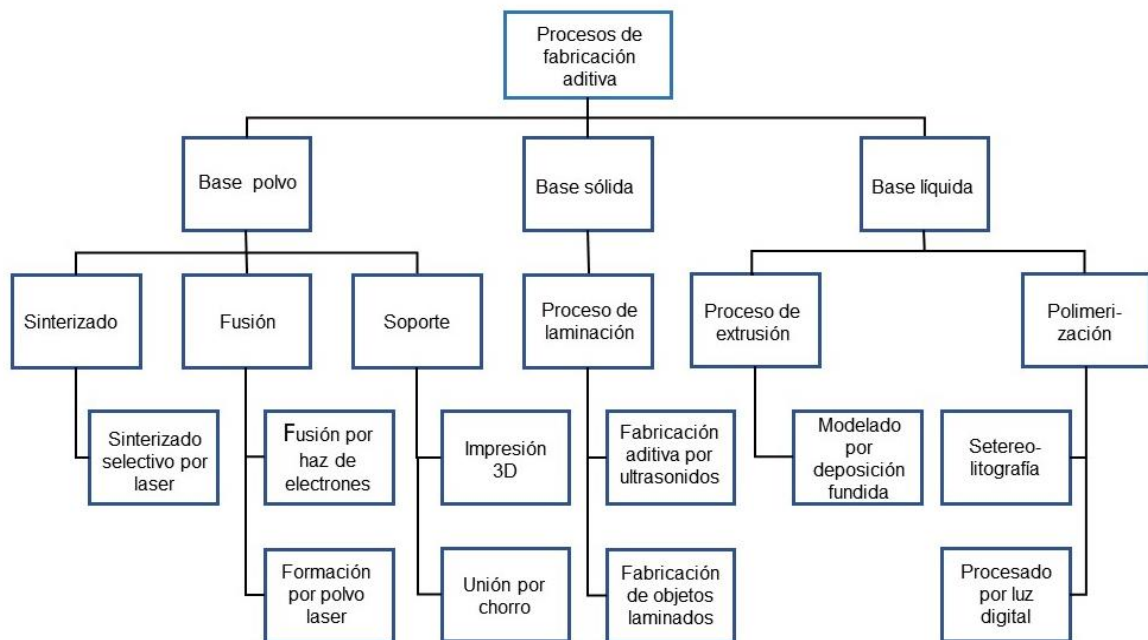 Procesos de
fabricación
aditiva
Base polvo
Base sólida
Base líquida
Sinterizado
Fusión
Soporte
Proceso de
laminación
Proceso de
extrusión
Polimeri-
zación
Sinterizado
selectivo por
laser
Fusión por
haz de
electrones
Impresión
3D
Fabricación
aditiva por
ultrasonidos
Modelado
por
deposición
fundida
Setereo-
litografía
Formación
por polvo
laser
Unión por
chorro
Fabricación
de objetos
laminados
Procesado
por luz
digital